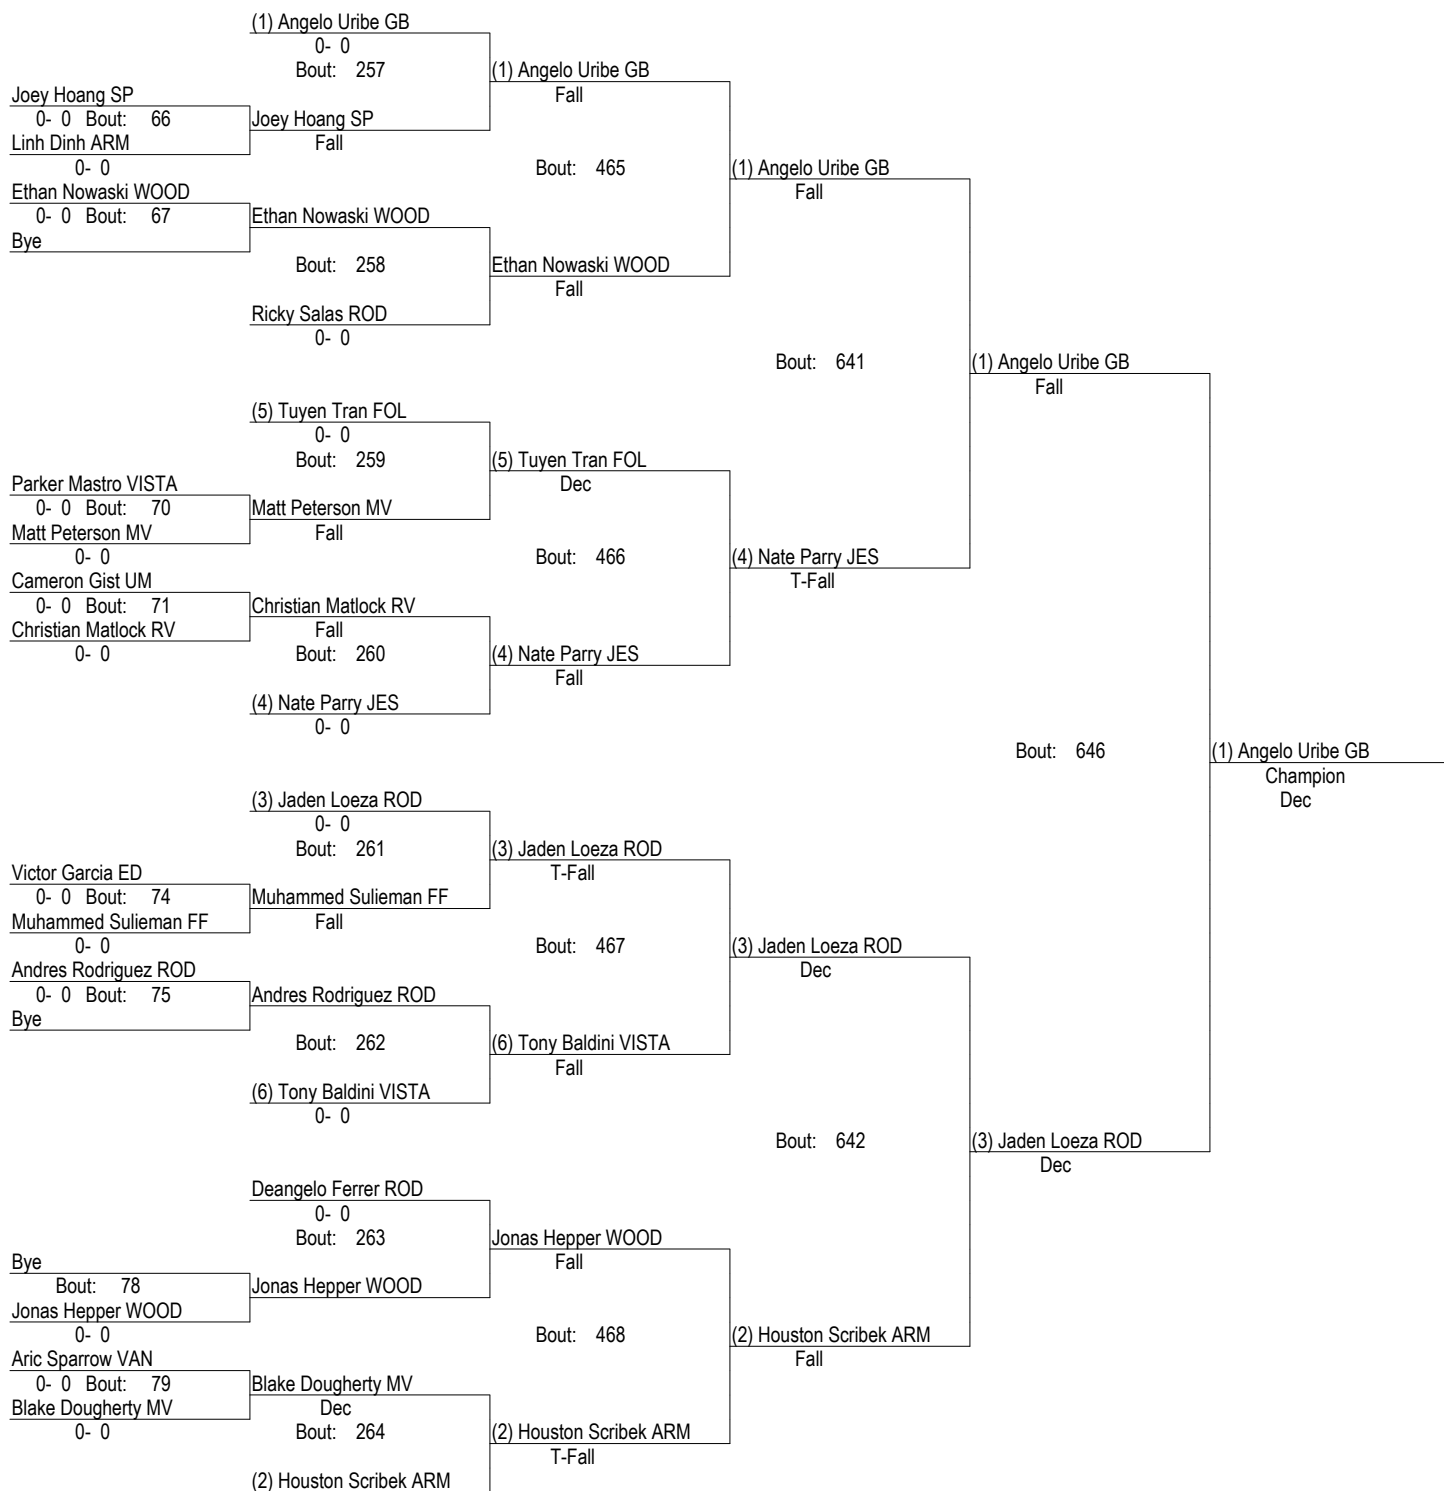 (1) Angelo Uribe GB
0- 0
Bout: 257
(1) Angelo Uribe GB
Joey Hoang SP
Fall
0- 0 Bout: 66
Joey Hoang SP
Linh Dinh ARM
Fall
0- 0
Bout: 465
(1) Angelo Uribe GB
Ethan Nowaski WOOD
Fall
0- 0 Bout: 67
Ethan Nowaski WOOD
Bye
Bout: 258
Ethan Nowaski WOOD
Fall
Ricky Salas ROD
0- 0
Bout: 641
(1) Angelo Uribe GB
Fall
(5) Tuyen Tran FOL
0- 0
Bout: 259
(5) Tuyen Tran FOL
Parker Mastro VISTA
Dec
0- 0 Bout: 70
Matt Peterson MV
Matt Peterson MV
Fall
0- 0
Bout: 466
(4) Nate Parry JES
Cameron Gist UM
T-Fall
0- 0 Bout: 71
Christian Matlock RV
Christian Matlock RV
Fall
0- 0
Bout: 260
(4) Nate Parry JES
Fall
(4) Nate Parry JES
0- 0
Bout: 646
(1) Angelo Uribe GB
Champion
Dec
(3) Jaden Loeza ROD
0- 0
Bout: 261
(3) Jaden Loeza ROD
Victor Garcia ED
T-Fall
0- 0 Bout: 74
Muhammed Sulieman FF
Muhammed Sulieman FF
Fall
0- 0
Bout: 467
(3) Jaden Loeza ROD
Andres Rodriguez ROD
Dec
0- 0 Bout: 75
Andres Rodriguez ROD
Bye
Bout: 262
(6) Tony Baldini VISTA
Fall
(6) Tony Baldini VISTA
0- 0
Bout: 642
(3) Jaden Loeza ROD
Dec
Deangelo Ferrer ROD
0- 0
Bout: 263
Jonas Hepper WOOD
Bye
Fall
Bout: 78
Jonas Hepper WOOD
Jonas Hepper WOOD
0- 0
Bout: 468
(2) Houston Scribek ARM
Aric Sparrow VAN
Fall
0- 0 Bout: 79
Blake Dougherty MV
Blake Dougherty MV
Dec
0- 0
Bout: 264
(2) Houston Scribek ARM
T-Fall
(2) Houston Scribek ARM